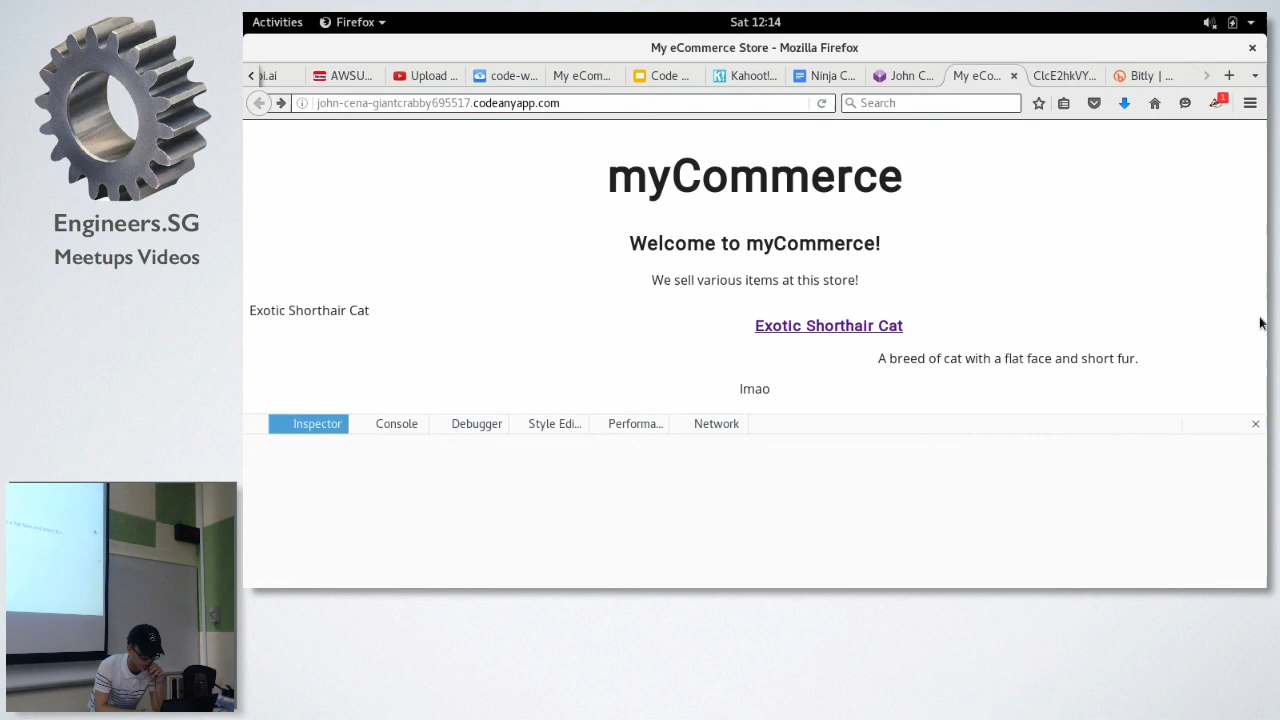 Engineers.SG
Meetups Videos
Activities Firefox Sat 12:14
My eCommerce Store - Mozilla Firefox
oi.ai AWSU... Upload ... code-w... My eCom... Code ... Kahoot!... Ninja C... John C... My eCo... ClcE2hkVY... Bitly | ...
john-cena-giantcrabby695517.codeanyapp.com Search 1
myCommerce
Welcome to myCommerce!
We sell various items at this store!
Exotic Shorthair Cat
Exotic Shorthair Cat
A breed of cat with a flat face and short fur.
lmao
Inspector Console Debugger Style Edi... Performa... Network